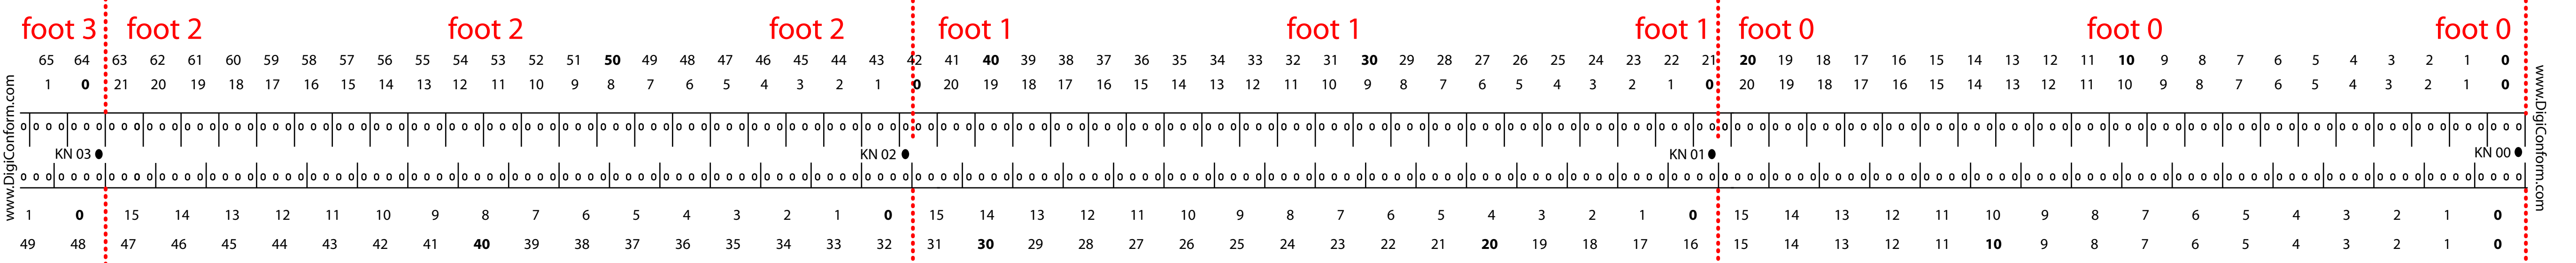 foot 3 foot 2 foot 2 foot 2 foot 1 foot 1 foot 1 foot 0 foot 0 foot 0
65 64 63 62 61 60 59 58 57 56 55 54 53 52 51 50 49 48 47 46 45 44 43 42 41 40 39 38 37 36 35 34 33 32 31 30 29 28 27 26 25 24 23 22 21 20 19 18 17 16 15 14 13 12 11 10 9 8 7 6 5 4 3 2 1 0
1 0 21 20 19 18 17 16 15 14 13 12 11 10 9 8 7 6 5 4 3 2 1 0 20 19 18 17 16 15 14 13 12 11 10 9 8 7 6 5 4 3 2 1 0 20 19 18 17 16 15 14 13 12 11 10 9 8 7 6 5 4 3 2 1 0
www.DigiConform.com
KN 03 KN 02 KN 01 KN 00
www.DigiConform.com
1 0 15 14 13 12 11 10 9 8 7 6 5 4 3 2 1 0 15 14 13 12 11 10 9 8 7 6 5 4 3 2 1 0 15 14 13 12 11 10 9 8 7 6 5 4 3 2 1 0
49 48 47 46 45 44 43 42 41 40 39 38 37 36 35 34 33 32 31 30 29 28 27 26 25 24 23 22 21 20 19 18 17 16 15 14 13 12 11 10 9 8 7 6 5 4 3 2 1 0